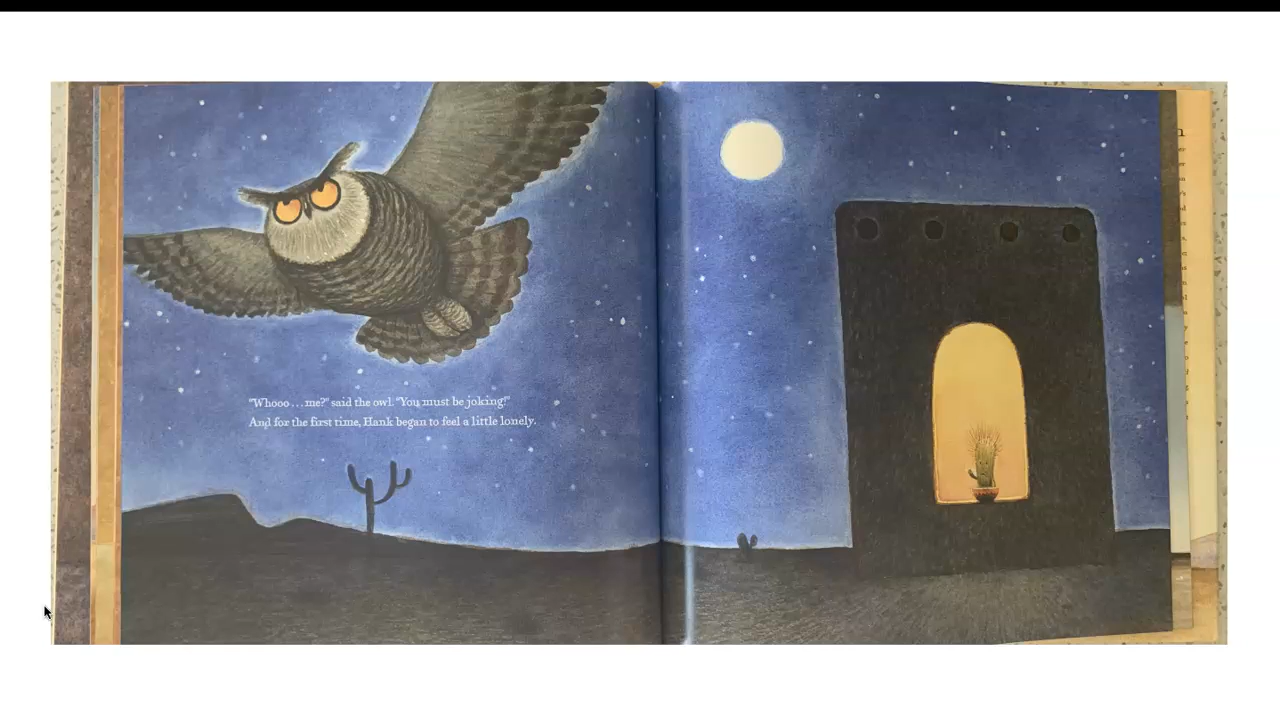 "Whooo . . . me?" said the owl. "You must be joking!"
And for the first time, Hank began to feel a little lonely.